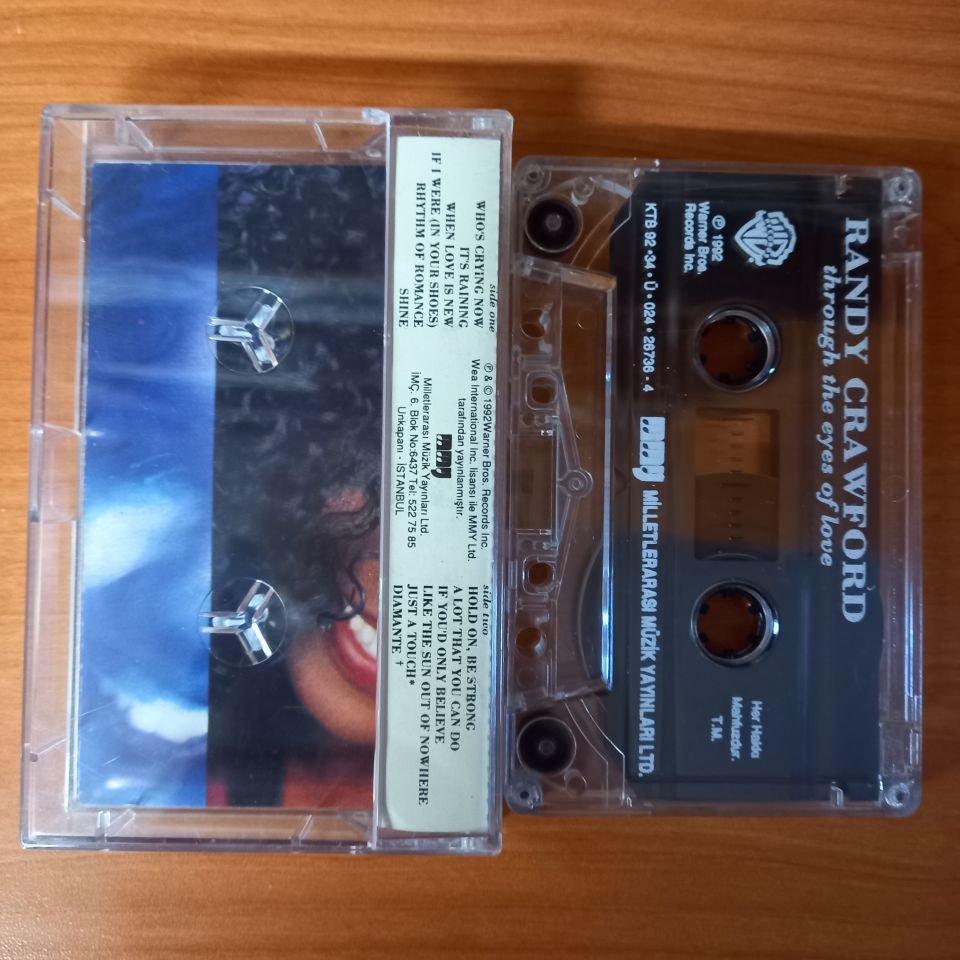 side one
WHO'S CRYING NOW
IT'S RAINING
WHEN LOVE IS NEW
IF I WERE (IN YOUR SHOES)
RHYTHM OF ROMANCE
SHINE
℗ & © 1992 Warner Bros. Records Inc.
Wea International Inc. lisansı ile MMY Ltd.
tarafından yayınlanmıştır.
mmy
Milletlerarası Müzik Yayınları Ltd.
İMÇ. 6. Blok No:6437 Tel: 522 75 85
Unkapanı - İSTANBUL
side two
HOLD ON, BE STRONG
A LOT THAT YOU CAN DO
IF YOU'D ONLY BELIEVE
LIKE THE SUN OUT OF NOWHERE
JUST A TOUCH*
DIAMANTE †
RANDY CRAWFORD
through the eyes of love
℗ 1992
Warner Bros.
Records Inc.
KTB 92 • 34 • Ü • 024 • 26736 - 4
mmy MİLLETLERARASI MÜZİK YAYINLARI LTD.
Her Hakkı
Mahfuzdur.
T.M.